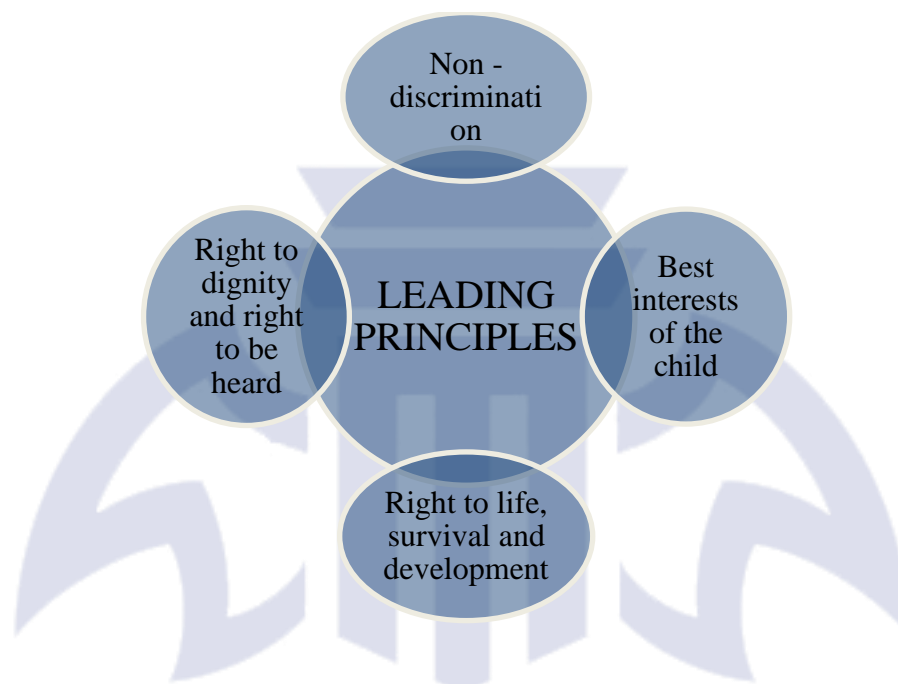 Non -
discriminati
on
Right to
dignity
and right
to be
heard
LEADING
PRINCIPLES
Best
interests
of the
child
Right to life,
survival and
development